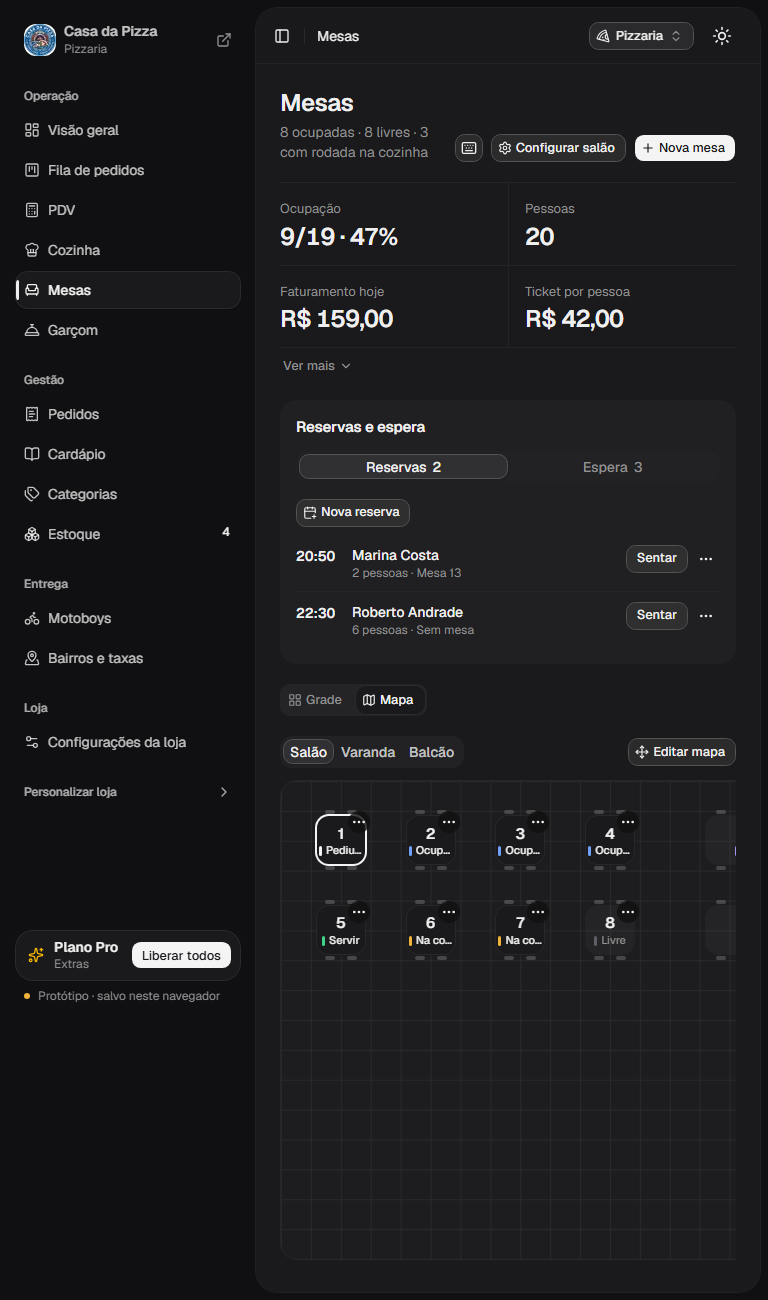 Casa da Pizza
Pizzaria
Operação
Visão geral
Fila de pedidos
PDV
Cozinha
Mesas
Garçom
Gestão
Pedidos
Cardápio
Categorias
Estoque 4
Entrega
Motoboys
Bairros e taxas
Loja
Configurações da loja
Personalizar loja
Plano Pro
Extras
Liberar todos
Protótipo · salvo neste navegador
Mesas
Pizzaria
Mesas
8 ocupadas · 8 livres · 3
com rodada na cozinha
Configurar salão
Nova mesa
Ocupação
9/19 · 47%
Pessoas
20
Faturamento hoje
R$ 159,00
Ticket por pessoa
R$ 42,00
Ver mais
Reservas e espera
Reservas 2
Espera 3
Nova reserva
20:50 Marina Costa
2 pessoas · Mesa 13
Sentar
22:30 Roberto Andrade
6 pessoas · Sem mesa
Sentar
Grade
Mapa
Salão
Varanda
Balcão
Editar mapa
1
Pediu...
2
Ocup...
3
Ocup...
4
Ocup...
5
Servir
6
Na co...
7
Na co...
8
Livre